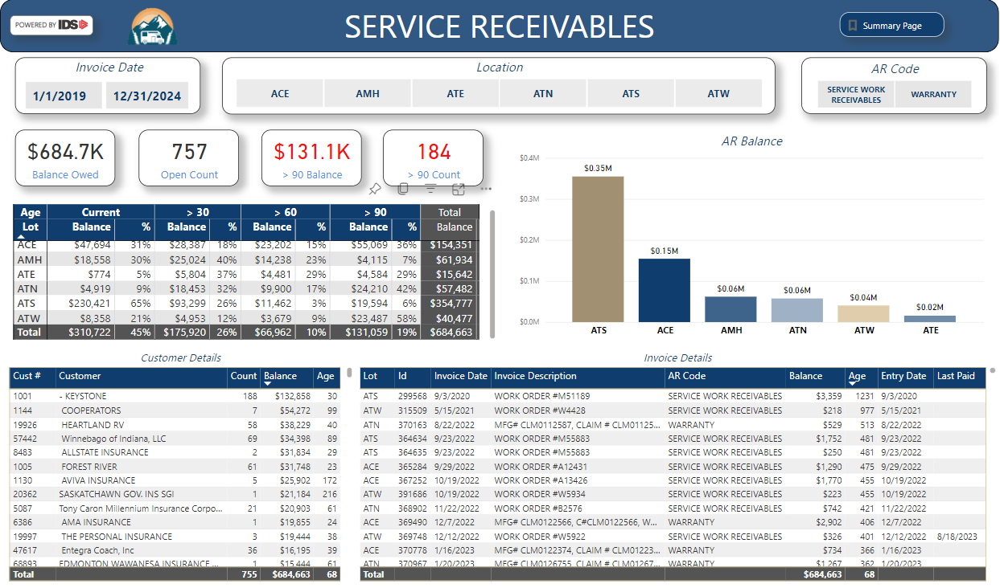 POWERED BY IDS
SERVICE RECEIVABLES
Summary Page
Invoice Date
1/1/2019 12/31/2024
Location
ACE AMH ATE ATN ATS ATW
AR Code
SERVICE WORK RECEIVABLES
WARRANTY
$684.7K
Balance Owed
757
Open Count
$131.1K
> 90 Balance
184
> 90 Count
Age Current > 30 > 60 > 90 Total
Lot Balance % Balance % Balance % Balance % Balance
ACE $47,694 31% $28,387 18% $23,202 15% $55,069 36% $154,351
AMH $18,558 30% $25,024 40% $14,238 23% $4,115 7% $61,934
ATE $774 5% $5,804 37% $4,481 29% $4,584 29% $15,642
ATN $4,919 9% $18,453 32% $9,900 17% $24,210 42% $57,482
ATS $230,421 65% $93,299 26% $11,462 3% $19,594 6% $354,777
ATW $8,358 21% $4,953 12% $3,679 9% $23,487 58% $40,477
Total $310,722 45% $175,920 26% $66,962 10% $131,059 19% $684,663
AR Balance
$0.4M
$0.3M
$0.2M
$0.1M
$0.0M
$0.35M
$0.15M
$0.06M
$0.06M
$0.04M
$0.02M
ATS ACE AMH ATN ATW ATE
Customer Details
Cust # Customer Count Balance Age
1001 - KEYSTONE 188 $132,858 30
1144 COOPERATORS 7 $54,272 99
19926 HEARTLAND RV 58 $38,229 40
57442 Winnebago of Indiana, LLC 69 $34,398 89
8483 ALLSTATE INSURANCE 2 $31,834 23
1005 FOREST RIVER 61 $31,748 23
1130 AVIVA INSURANCE 5 $25,902 172
20362 SASKATCHAWN GOV. INS SGI 1 $21,184 216
5087 Tony Caron Millennium Insurance Corpo... 21 $20,903 61
6386 AMA INSURANCE 1 $19,855 24
19997 THE PERSONAL INSURANCE 3 $19,444 38
47617 Entegra Coach, Inc 36 $16,195 39
68893 EDMONTON WAWANESA INSURANCE ... 1 $15,444 61
Total 755 $684,663 68
Invoice Details
Lot Id Invoice Date Invoice Description AR Code Balance Age Entry Date Last Paid
ATS 299568 9/3/2020 WORK ORDER #M51189 SERVICE WORK RECEIVABLES $3,359 1231 9/3/2020
ATW 315509 5/15/2021 WORK ORDER #W4428 SERVICE WORK RECEIVABLES $218 977 5/15/2021
ATN 370163 8/22/2022 MFG# CLM0112587, CLAIM # CLM01125... WARRANTY $529 513 8/22/2022
ATS 364634 9/23/2022 WORK ORDER #M55883 SERVICE WORK RECEIVABLES $1,752 481 9/23/2022
ATS 364635 9/23/2022 WORK ORDER #M55883 SERVICE WORK RECEIVABLES $250 481 9/23/2022
ACE 365284 9/29/2022 WORK ORDER #A12431 SERVICE WORK RECEIVABLES $1,290 475 9/29/2022
ACE 367252 10/19/2022 WORK ORDER #A13426 SERVICE WORK RECEIVABLES $1,770 455 10/19/2022
ATW 391686 10/19/2022 WORK ORDER #W5934 SERVICE WORK RECEIVABLES $223 455 10/19/2022
ATN 368902 11/22/2022 WORK ORDER #B2576 SERVICE WORK RECEIVABLES $742 421 11/22/2022
ACE 369490 12/7/2022 MFG# CLM0122566, C#CLM0122566, W... WARRANTY $2,902 406 12/7/2022
ATW 369748 12/12/2022 WORK ORDER #W5922 SERVICE WORK RECEIVABLES $326 401 12/12/2022 8/18/2023
ACE 370778 1/16/2023 MFG# CLM0122374, CLAIM # CLM01223... WARRANTY $734 366 1/16/2023
ATN 370967 1/20/2023 MFG# CLM0126755, CLAIM # CLM01267... WARRANTY $1,267 362 1/20/2023
Total $684,663 68